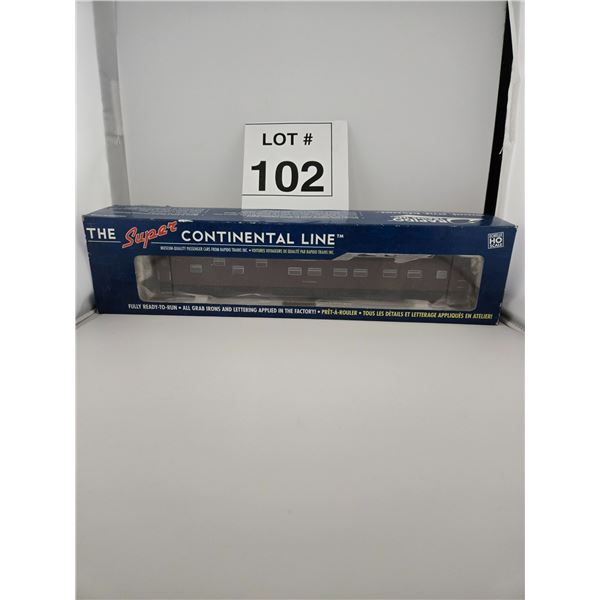 LOT #
102
THE Super CONTINENTAL LINE™
MUSEUM-QUALITY PASSENGER CARS FROM RAPIDO TRAINS INC. • VOITURES VOYAGEURS DE QUALITÉ PAR RAPIDO TRAINS INC.
HO
SCALE
FULLY READY-TO-RUN • ALL GRAB IRONS AND LETTERING APPLIED IN THE FACTORY! • PRÊT-À-ROULER • TOUS LES DÉTAILS ET LETTERAGE APPLIQUÉS EN ATELIER!